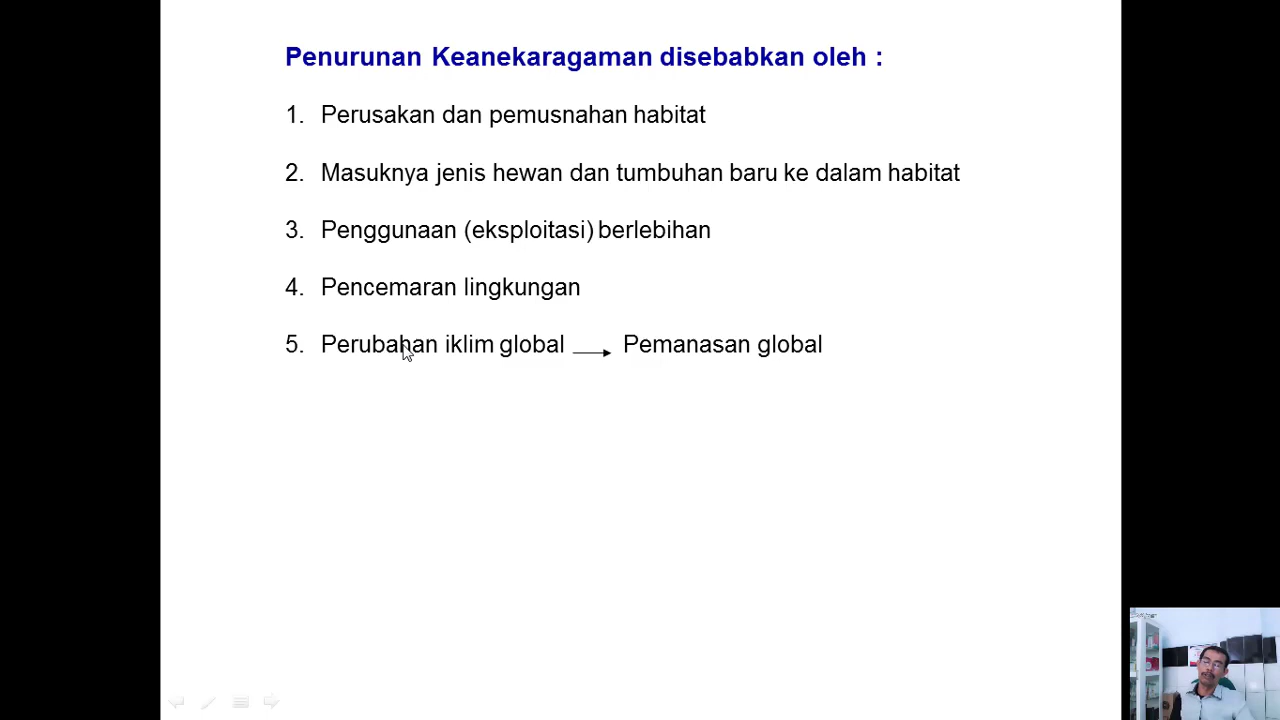 Penurunan Keanekaragaman disebabkan oleh :
1. Perusakan dan pemusnahan habitat
2. Masuknya jenis hewan dan tumbuhan baru ke dalam habitat
3. Penggunaan (eksploitasi) berlebihan
4. Pencemaran lingkungan
5. Perubahan iklim global → Pemanasan global